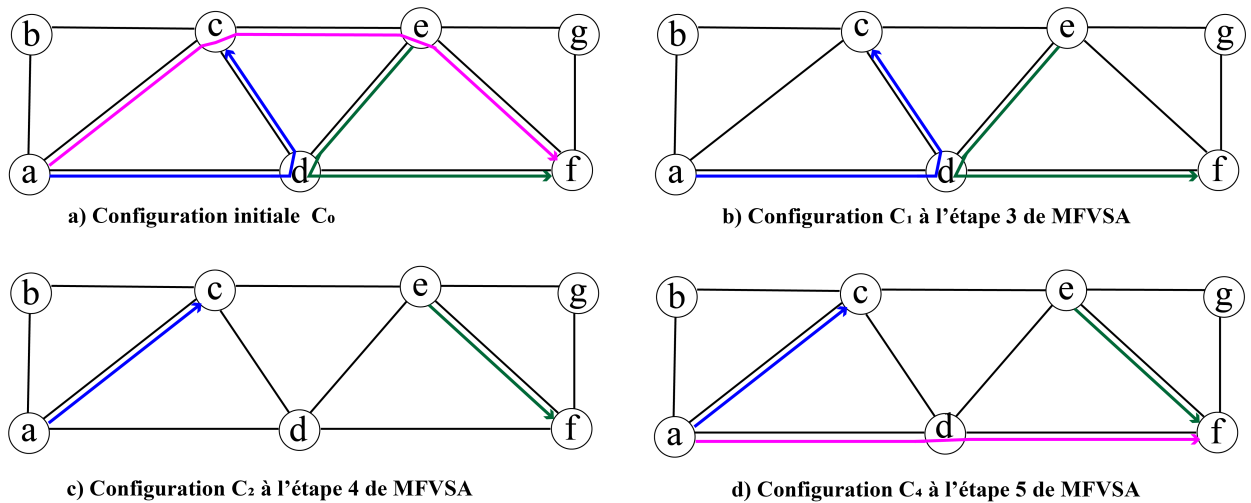 b c e g
a d f
a) Configuration initiale C₀
b c e g
a d f
b) Configuration C₁ à l'étape 3 de MFVSA
b c e g
a d f
c) Configuration C₂ à l'étape 4 de MFVSA
b c e g
a d f
d) Configuration C₄ à l'étape 5 de MFVSA